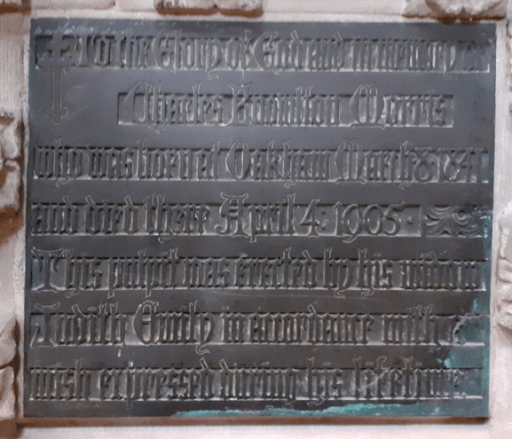 + To the Glory of God and in memory of
Charles Knowlton Morris
who was born at Oakham March 8 1841
and died there April 4 · 1905 ·
This pulpit was erected by his widow
Judith Emily in accordance with a
wish expressed during his lifetime